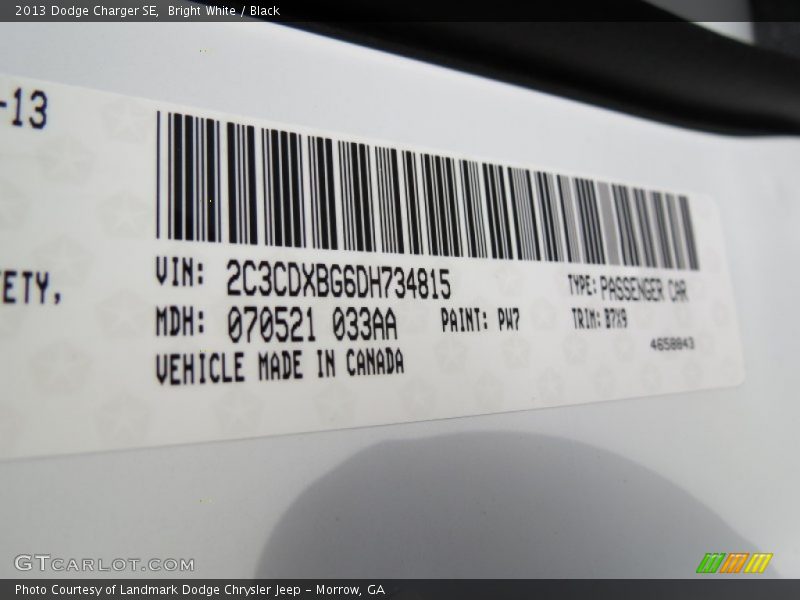 2013 Dodge Charger SE,  Bright White / Black
-13
ETY,
VIN: 2C3CDXBG6DH734815
TYPE: PASSENGER CAR
MDH: 070521 033AA
PAINT: PW7
TRIM: B7X9
VEHICLE MADE IN CANADA
4658843
GTCARLOT.COM
Photo Courtesy of Landmark Dodge Chrysler Jeep – Morrow, GA